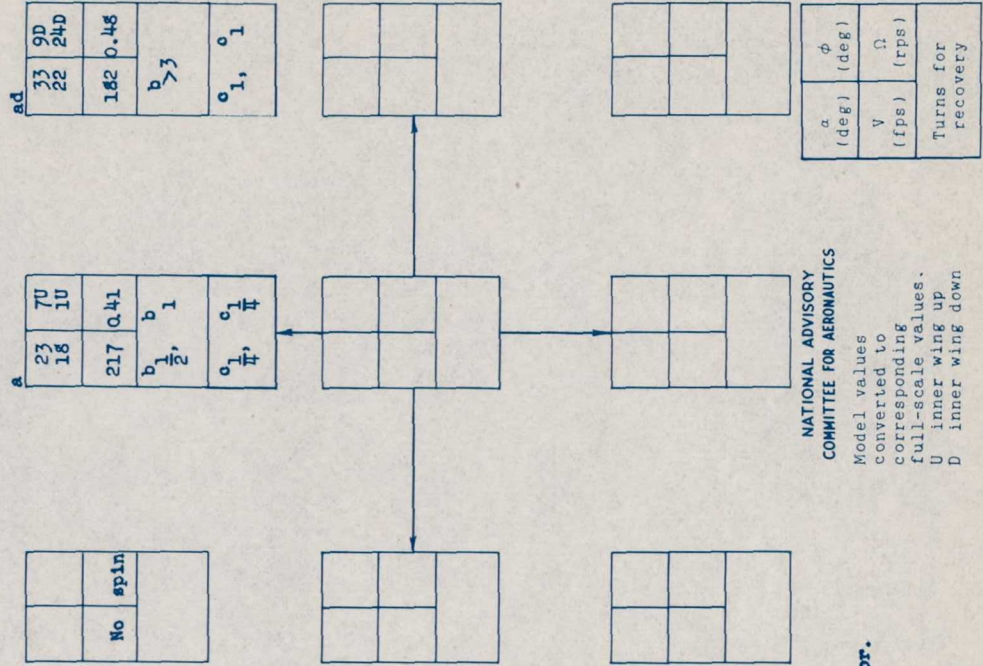 a
23 7U
18 1U
217 0.41
b 1/2, b 1
c 1/4, c 1/4
ad
33 9D
22 24D
182 0.48
b >3
c 1, c 1
No spin
NATIONAL ADVISORY
COMMITTEE FOR AERONAUTICS
Model values
converted to
corresponding
full-scale values.
U inner wing up
D inner wing down
α (deg) φ (deg)
V (fps) Ω (rps)
Turns for
recovery
or.